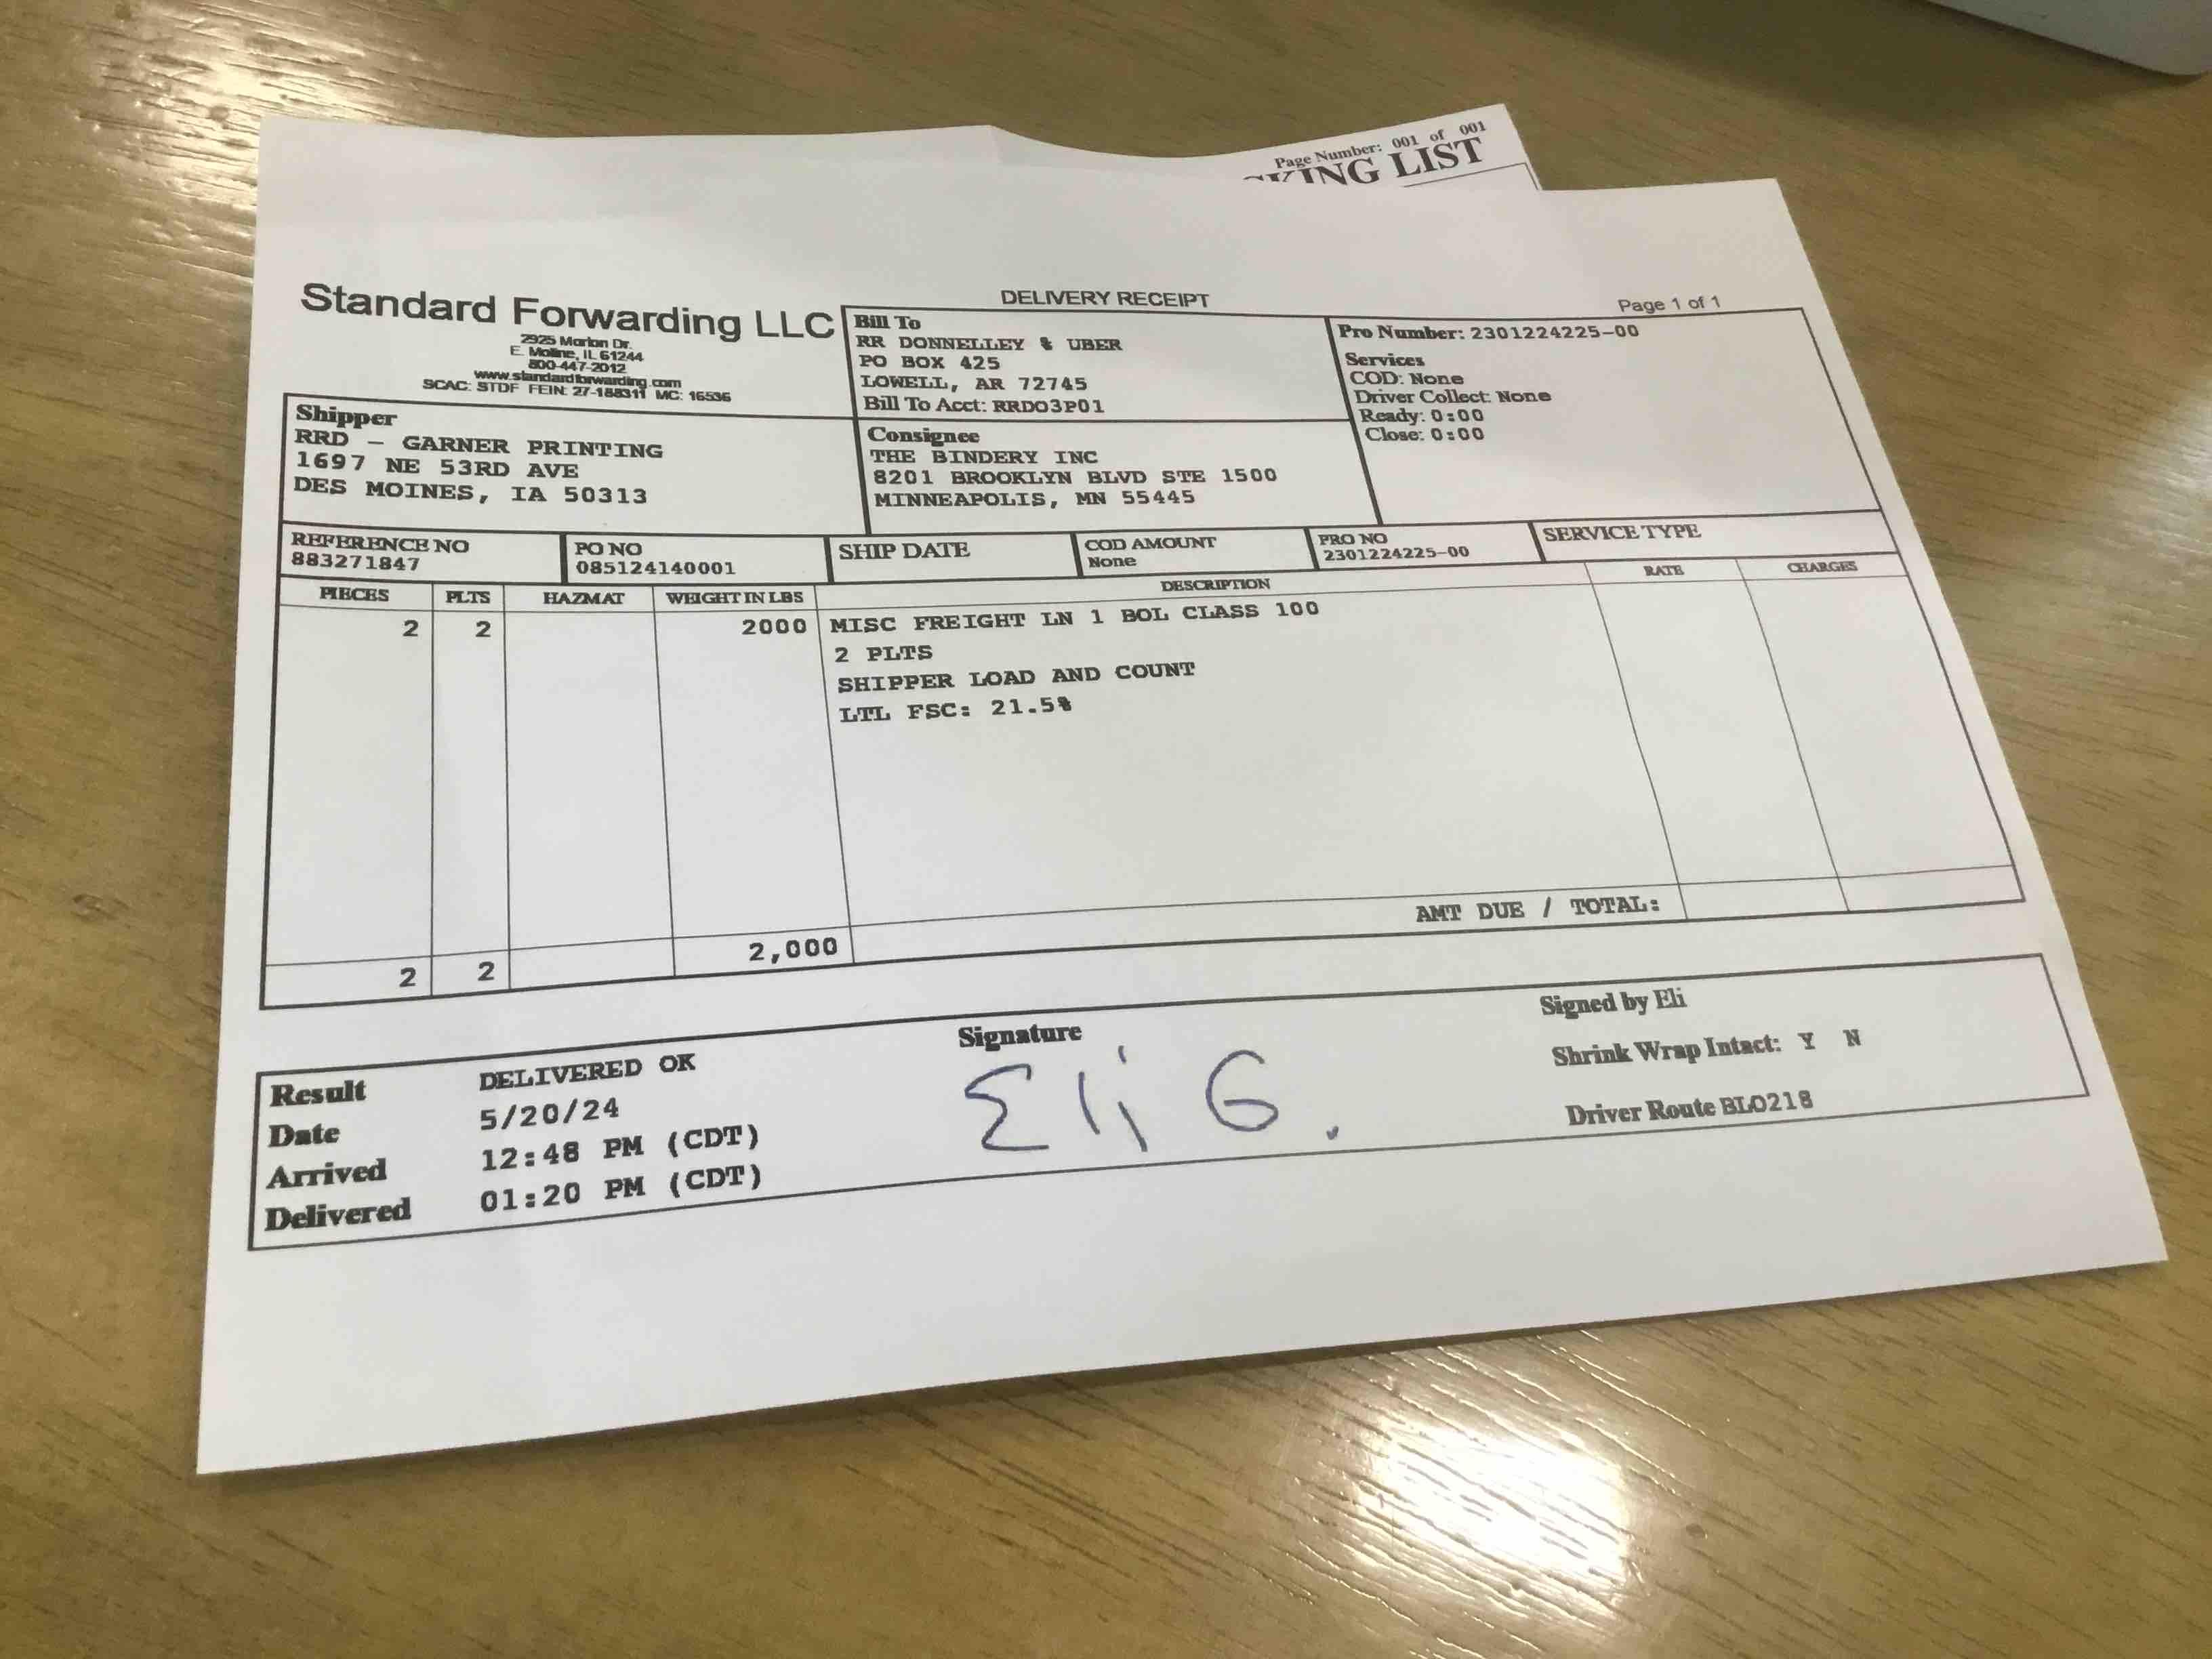 Page Number: 001 of 001
KING LIST
DELIVERY RECEIPT
Page 1 of 1
Standard Forwarding LLC
2925 Morton Dr.
E. Moline, IL 61244
800-447-2012
www.standardforwarding.com
SCAC: STDF FEIN: 27-188311 MC: 16536
Bill To
RR DONNELLEY & UBER
PO BOX 425
LOWELL, AR 72745
Bill To Acct: RRDO3P01
Pro Number: 2301224225-00
Services
COD: None
Driver Collect: None
Ready: 0:00
Close: 0:00
Shipper
RRD - GARNER PRINTING
1697 NE 53RD AVE
DES MOINES, IA 50313
Consignee
THE BINDERY INC
8201 BROOKLYN BLVD STE 1500
MINNEAPOLIS, MN 55445
REFERENCE NO
883271847
PO NO
085124140001
SHIP DATE
COD AMOUNT
None
PRO NO
2301224225-00
SERVICE TYPE
PIECES PLTS HAZMAT WEIGHT IN LBS DESCRIPTION RATE CHARGES
2 2 2000 MISC FREIGHT LN 1 BOL CLASS 100
2 PLTS
SHIPPER LOAD AND COUNT
LTL FSC: 21.5%
AMT DUE / TOTAL:
2 2 2,000
Result DELIVERED OK
Date 5/20/24
Arrived 12:48 PM (CDT)
Delivered 01:20 PM (CDT)
Signature
Eli G.
Signed by Eli
Shrink Wrap Intact: Y N
Driver Route BLO218